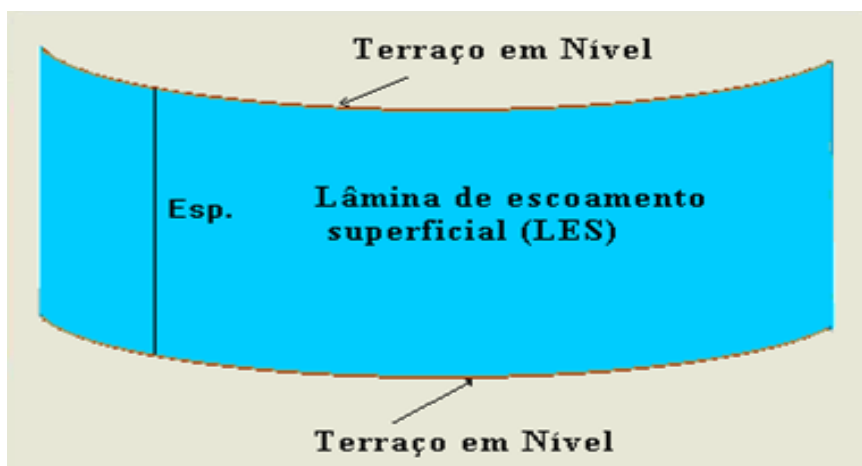 Terraço em Nível
Esp.
Lâmina de escoamento
superficial (LES)
Terraço em Nível